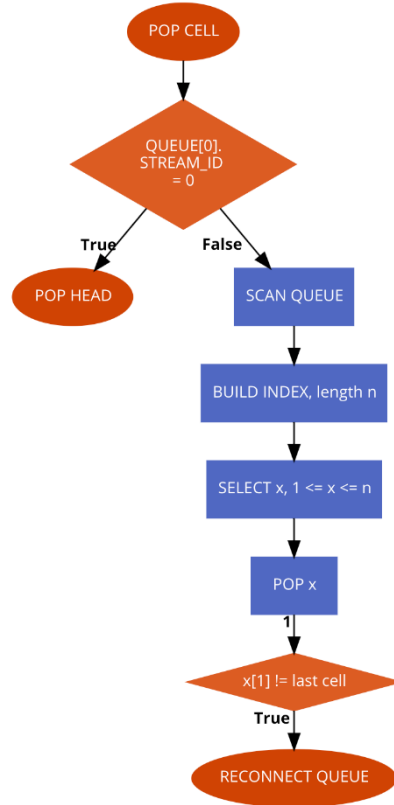 POP CELL
QUEUE[0].
STREAM_ID
= 0
True
False
POP HEAD
SCAN QUEUE
BUILD INDEX, length n
SELECT x, 1 <= x <= n
POP x
1
x[1] != last cell
True
RECONNECT QUEUE